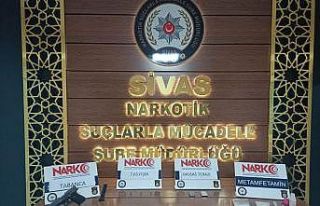 SİVAS
NARKOTİK
SUÇLARLA MÜCADELE
ŞUBE MÜDÜRLÜĞÜ
NARKO NARKO NARKO NARKO
TABANCA
METAMFETAMİN